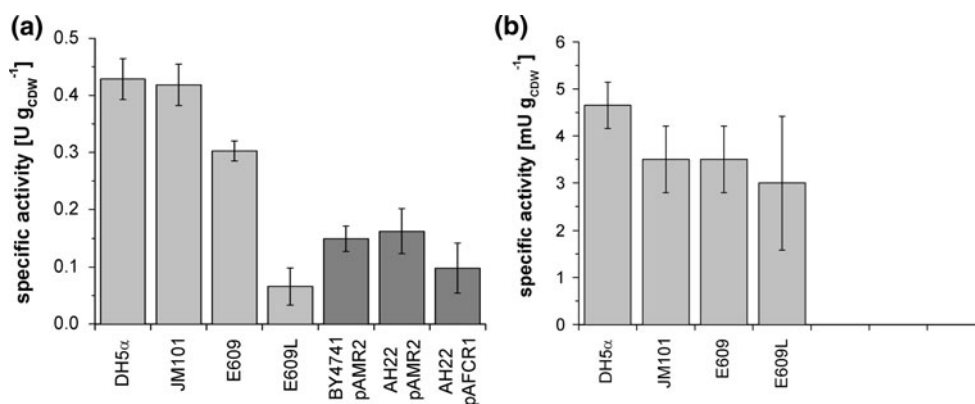 (a)
specific activity [U g_CDW^-1]
0.5
0.4
0.3
0.2
0.1
0.0
DH5α
JM101
E609
E609L
BY4741
pAMR2
AH22
pAMR2
AH22
pAFCR1
(b)
specific activity [mU g_CDW^-1]
6
5
4
3
2
1
0
DH5α
JM101
E609
E609L